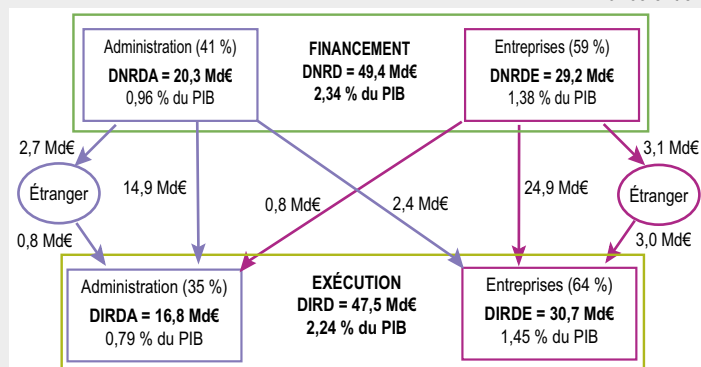 Administration (41 %)
DNRDA = 20,3 Md€
0,96 % du PIB
FINANCEMENT
DNRD = 49,4 Md€
2,34 % du PIB
Entreprises (59 %)
DNRDE = 29,2 Md€
1,38 % du PIB
2,7 Md€
3,1 Md€
Étranger
14,9 Md€
0,8 Md€
2,4 Md€
24,9 Md€
Étranger
0,8 Md€
3,0 Md€
Administration (35 %)
DIRDA = 16,8 Md€
0,79 % du PIB
EXÉCUTION
DIRD = 47,5 Md€
2,24 % du PIB
Entreprises (64 %)
DIRDE = 30,7 Md€
1,45 % du PIB